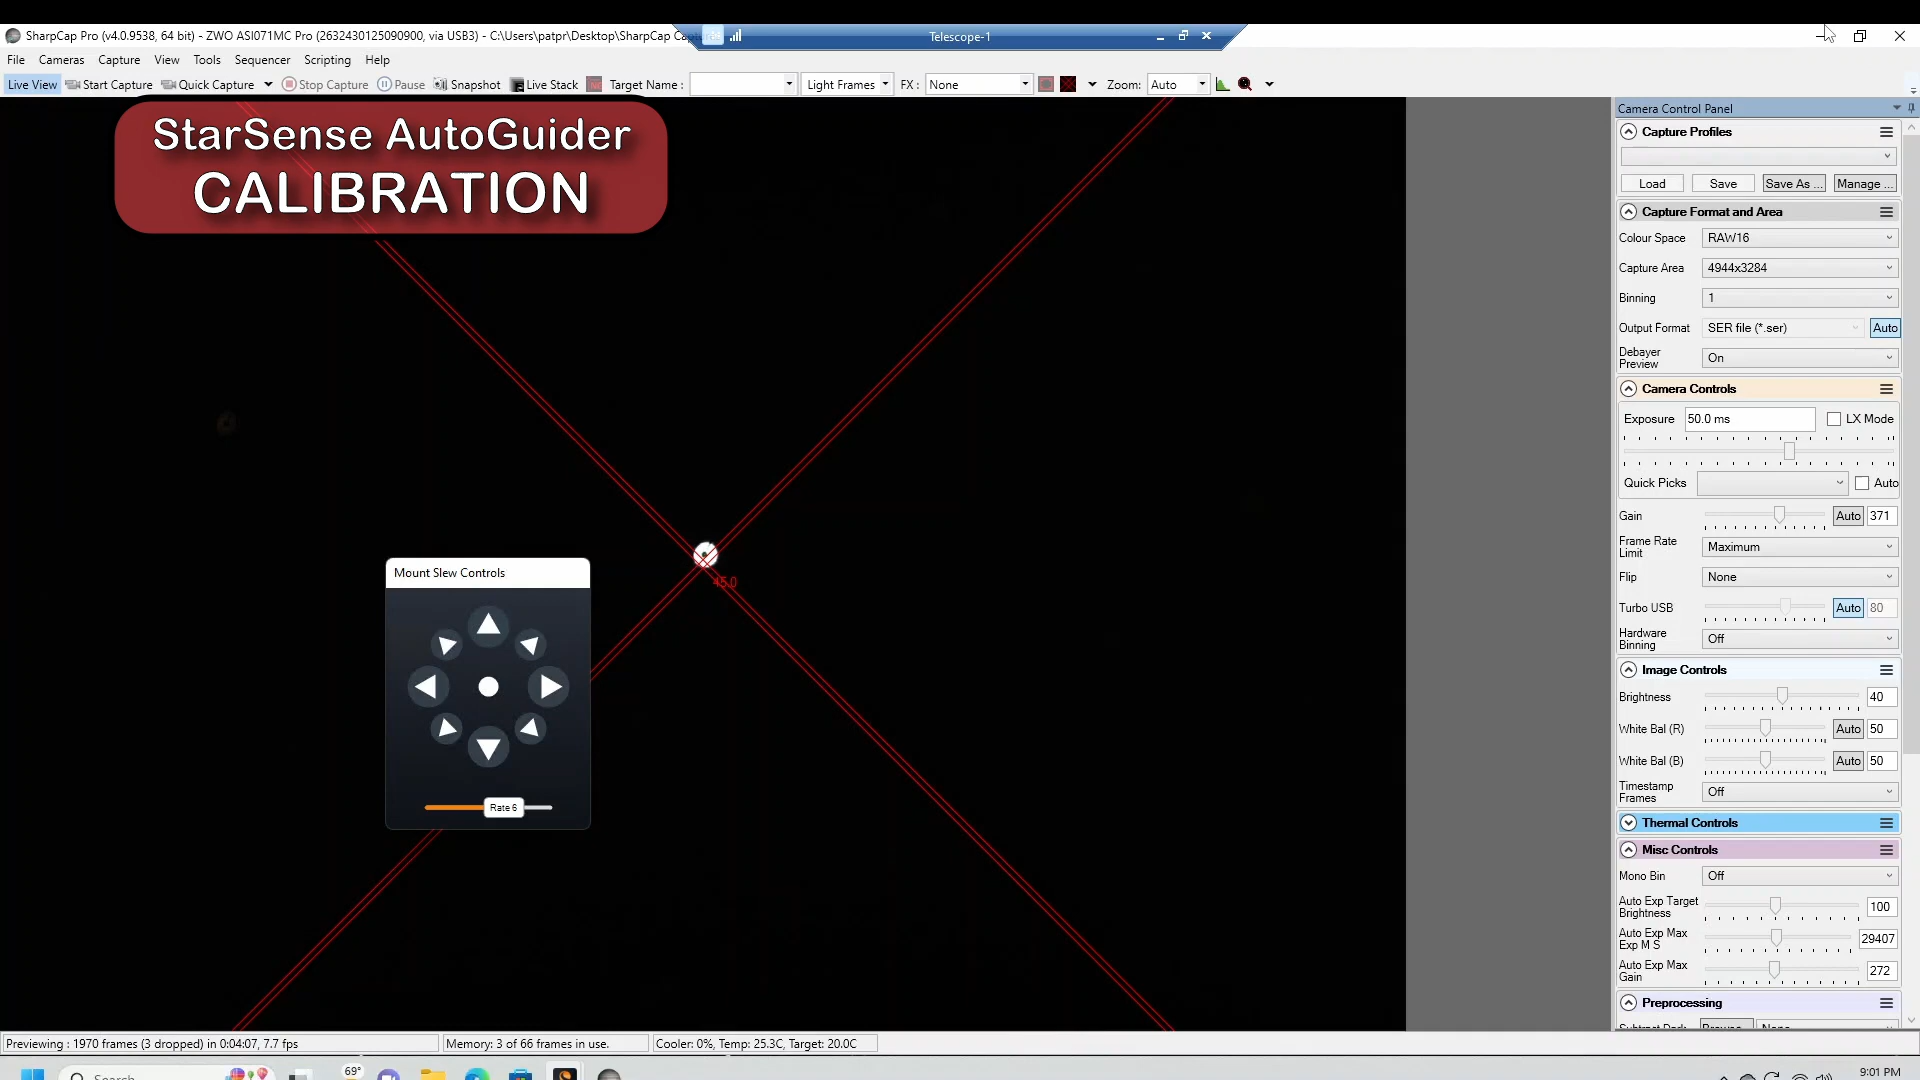 SharpCap Pro (v4.0.9538, 64 bit) - ZWO ASI071MC Pro (2632430125090900, via USB3) - C:\Users\patpr\Desktop\SharpCap
Telescope-1
File Cameras Capture View Tools Sequencer Scripting Help
Live View Start Capture Quick Capture Stop Capture Pause Snapshot Live Stack Target Name : Light Frames FX : None Zoom: Auto
StarSense AutoGuider
CALIBRATION
45.0
Mount Slew Controls
Rate 6
Camera Control Panel
Capture Profiles
Load Save Save As ... Manage ...
Capture Format and Area
Colour Space RAW16
Capture Area 4944x3284
Binning 1
Output Format SER file (*.ser) Auto
Debayer Preview On
Camera Controls
Exposure 50.0 ms LX Mode
Quick Picks Auto
Gain Auto 371
Frame Rate Limit Maximum
Flip None
Turbo USB Auto 80
Hardware Binning Off
Image Controls
Brightness 40
White Bal (R) Auto 50
White Bal (B) Auto 50
Timestamp Frames Off
Thermal Controls
Misc Controls
Mono Bin Off
Auto Exp Target Brightness 100
Auto Exp Max Exp M S 29407
Auto Exp Max Gain 272
Preprocessing
Previewing : 1970 frames (3 dropped) in 0:04:07, 7.7 fps Memory: 3 of 66 frames in use. Cooler: 0%, Temp: 25.3C, Target: 20.0C
Search 69° 9:01 PM